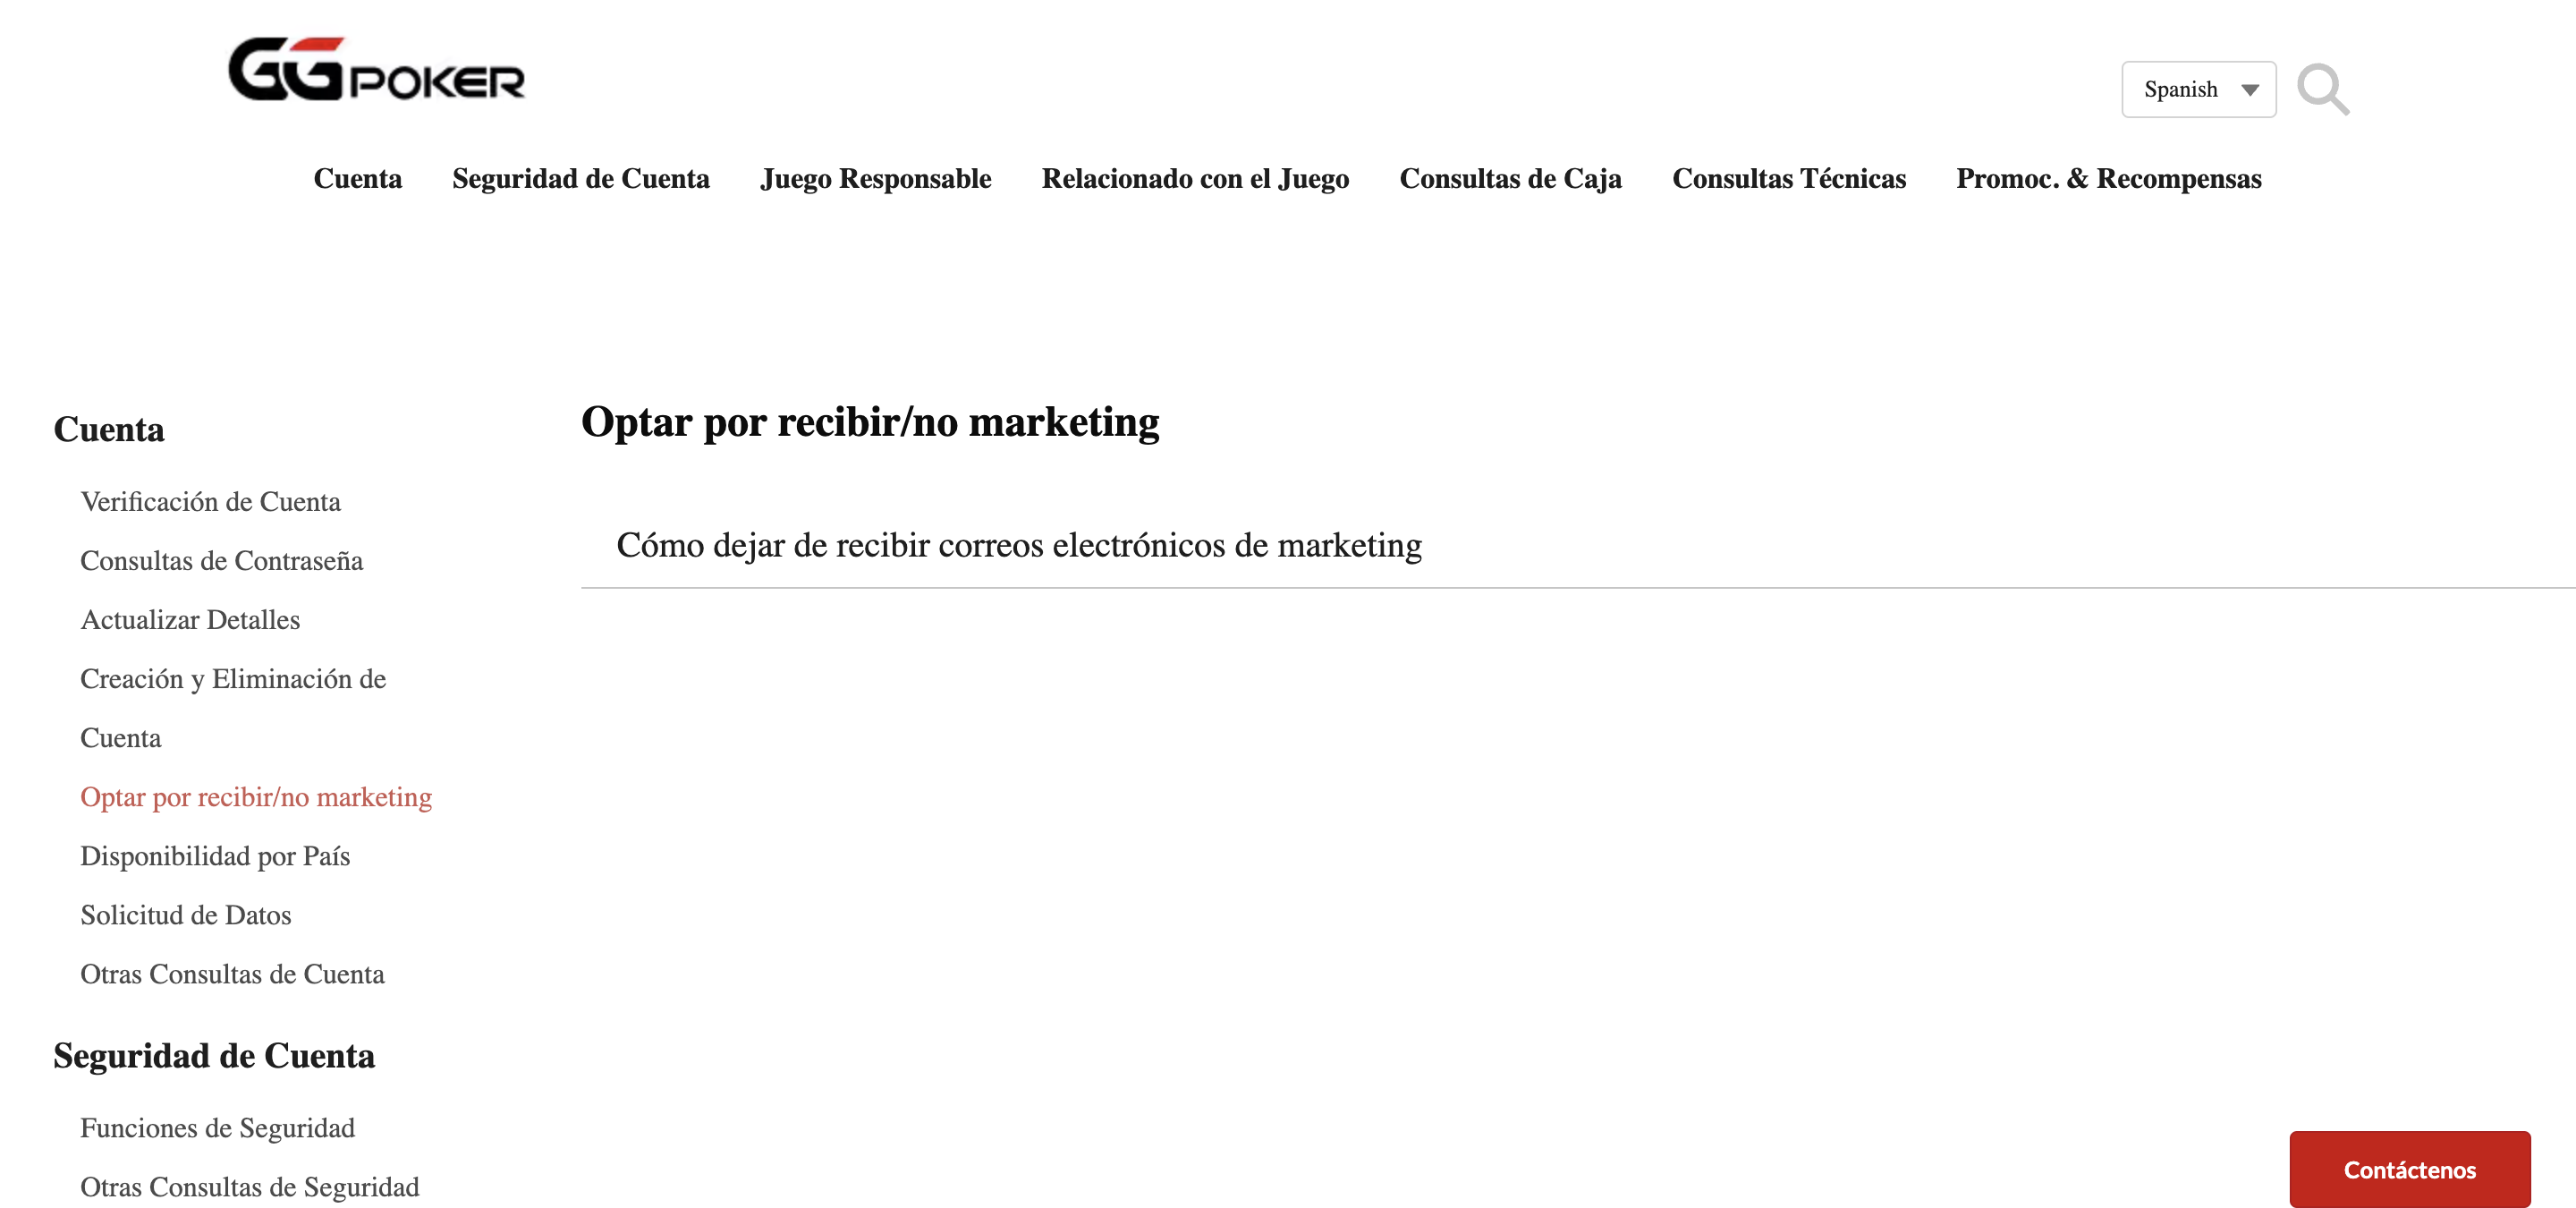 GGPOKER
Spanish
Cuenta Seguridad de Cuenta Juego Responsable Relacionado con el Juego Consultas de Caja Consultas Técnicas Promoc. & Recompensas
Cuenta
Verificación de Cuenta
Consultas de Contraseña
Actualizar Detalles
Creación y Eliminación de
Cuenta
Optar por recibir/no marketing
Disponibilidad por País
Solicitud de Datos
Otras Consultas de Cuenta
Seguridad de Cuenta
Funciones de Seguridad
Otras Consultas de Seguridad
Optar por recibir/no marketing
Cómo dejar de recibir correos electrónicos de marketing
Contáctenos